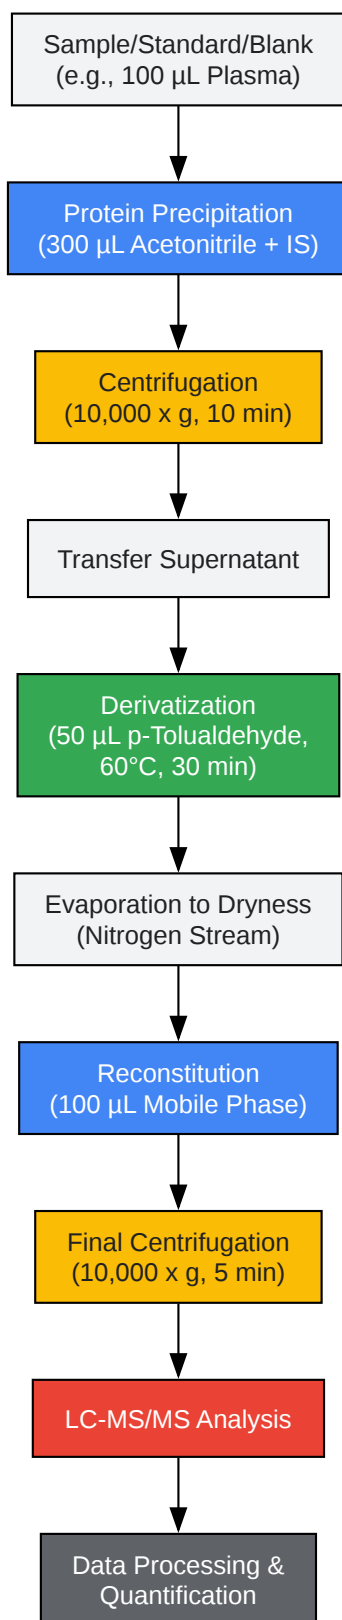 Sample/Standard/Blank
(e.g., 100 µL Plasma)
Protein Precipitation
(300 µL Acetonitrile + IS)
Centrifugation
(10,000 x g, 10 min)
Transfer Supernatant
Derivatization
(50 µL p-Tolualdehyde,
60°C, 30 min)
Evaporation to Dryness
(Nitrogen Stream)
Reconstitution
(100 µL Mobile Phase)
Final Centrifugation
(10,000 x g, 5 min)
LC-MS/MS Analysis
Data Processing &
Quantification